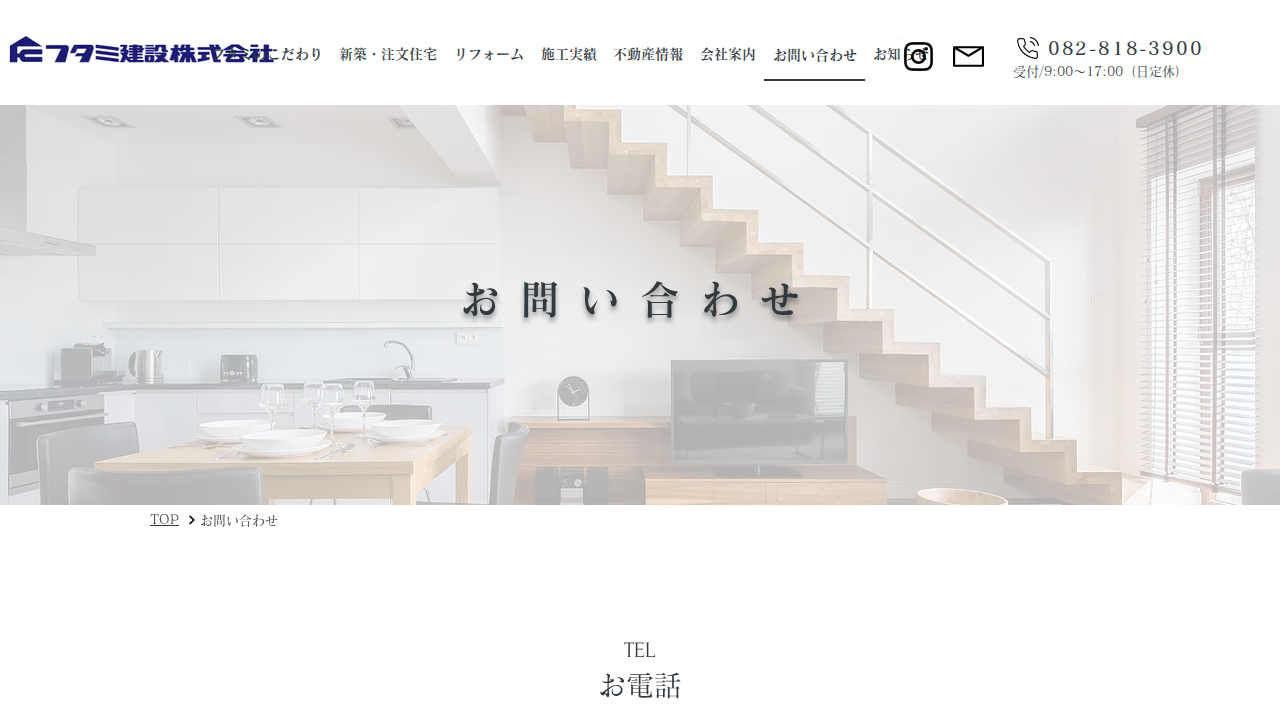 フタミ建設株式会社
こだわり
新築・注文住宅
リフォーム
施工実績
不動産情報
会社案内
お問い合わせ
お知らせ
082-818-3900
受付/9:00～17:00（日定休）
お問い合わせ
TOP
お問い合わせ
TEL
お電話